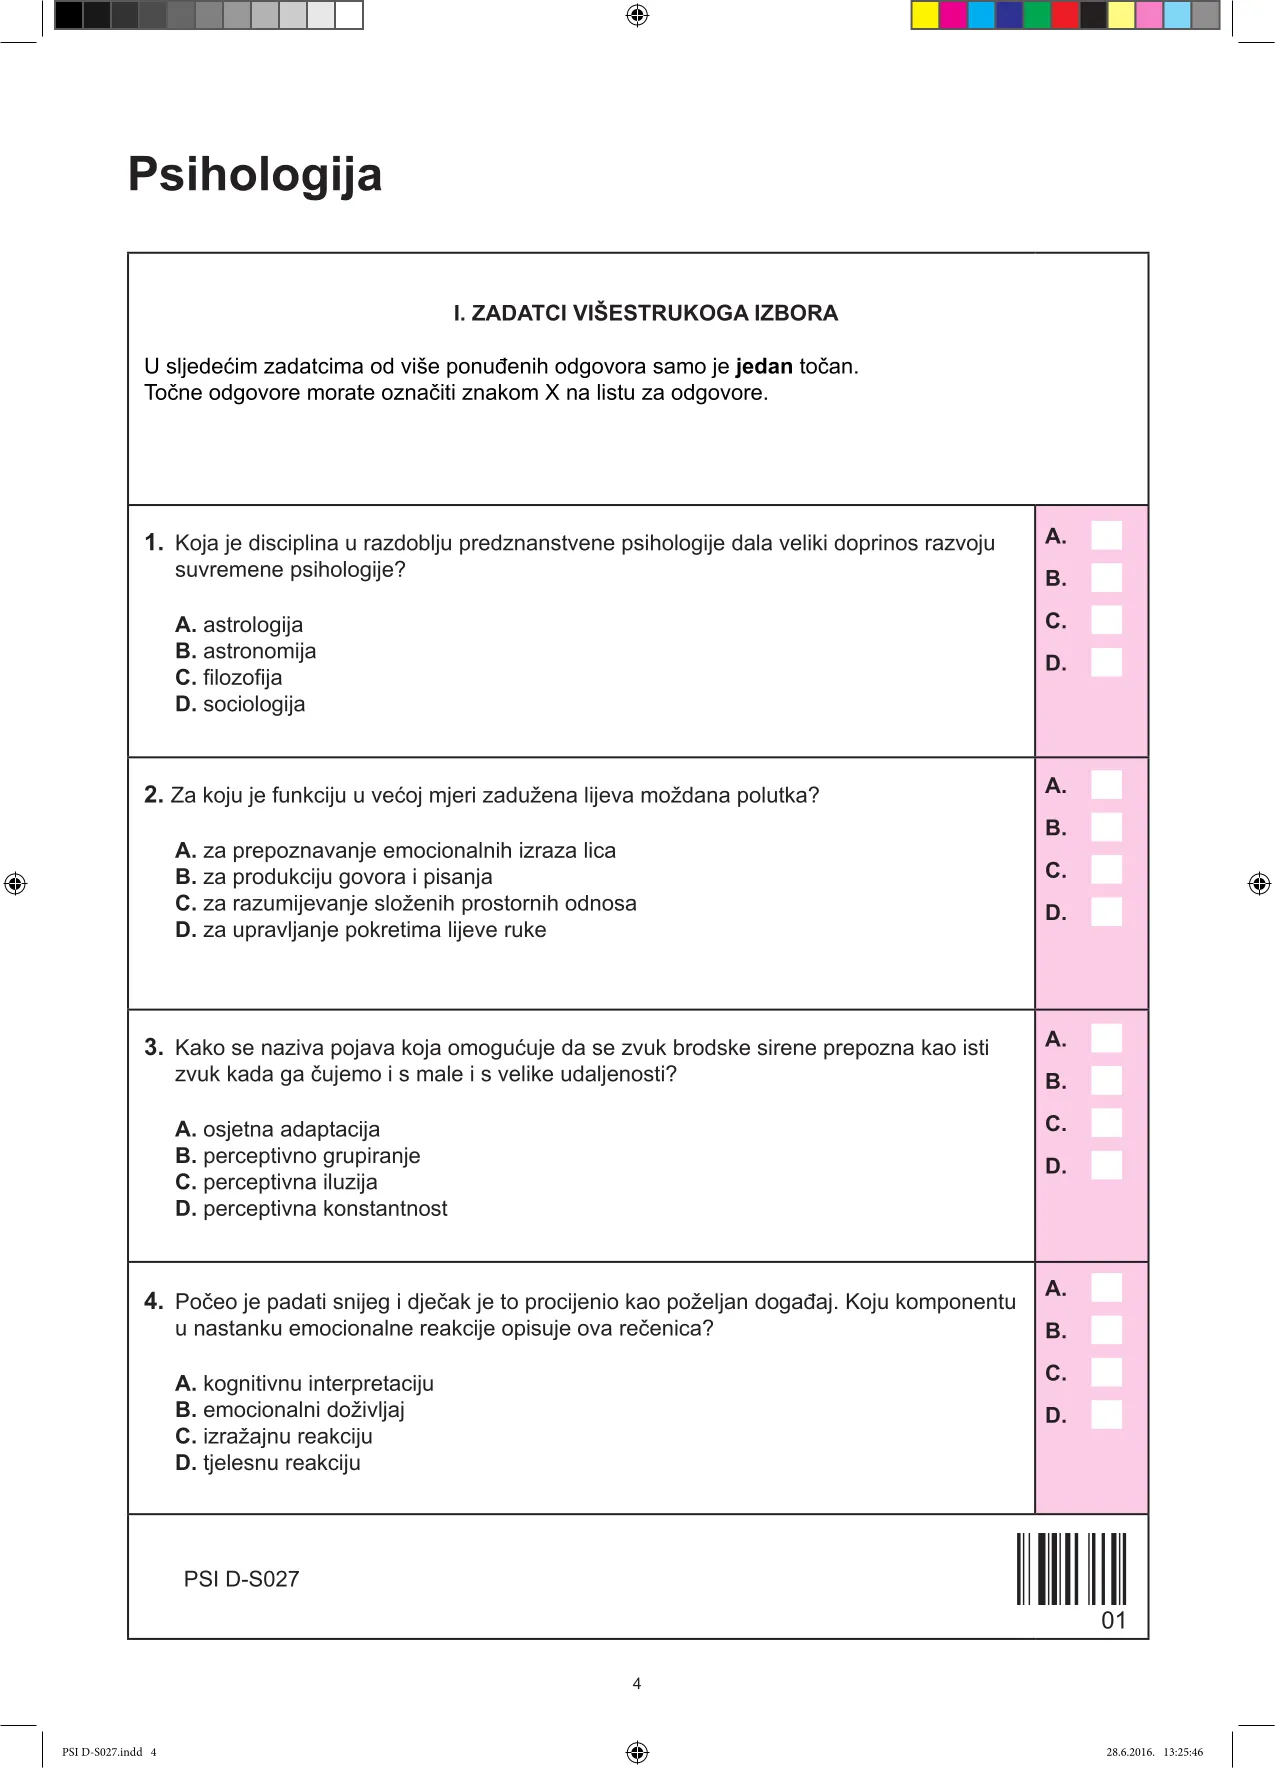 Psihologija
I. ZADATCI VIŠESTRUKOGA IZBORA
U sljedećim zadatcima od više ponuđenih odgovora samo je jedan točan.
Točne odgovore morate označiti znakom X na listu za odgovore.
1. Koja je disciplina u razdoblju predznanstvene psihologije dala veliki doprinos razvoju
suvremene psihologije?
A. astrologija
B. astronomija
C. filozofija
D. sociologija
A.
B.
C.
D.
2. Za koju je funkciju u većoj mjeri zadužena lijeva moždana polutka?
A. za prepoznavanje emocionalnih izraza lica
B. za produkciju govora i pisanja
C. za razumijevanje složenih prostornih odnosa
D. za upravljanje pokretima lijeve ruke
A.
B.
C.
D.
3. Kako se naziva pojava koja omogućuje da se zvuk brodske sirene prepozna kao isti
zvuk kada ga čujemo i s male i s velike udaljenosti?
A. osjetna adaptacija
B. perceptivno grupiranje
C. perceptivna iluzija
D. perceptivna konstantnost
A.
B.
C.
D.
4. Počeo je padati snijeg i dječak je to procijenio kao poželjan događaj. Koju komponentu
u nastanku emocionalne reakcije opisuje ova rečenica?
A. kognitivnu interpretaciju
B. emocionalni doživljaj
C. izražajnu reakciju
D. tjelesnu reakciju
A.
B.
C.
D.
PSI D-S027
01
4
PSI D-S027.indd 4
28.6.2016. 13:25:46